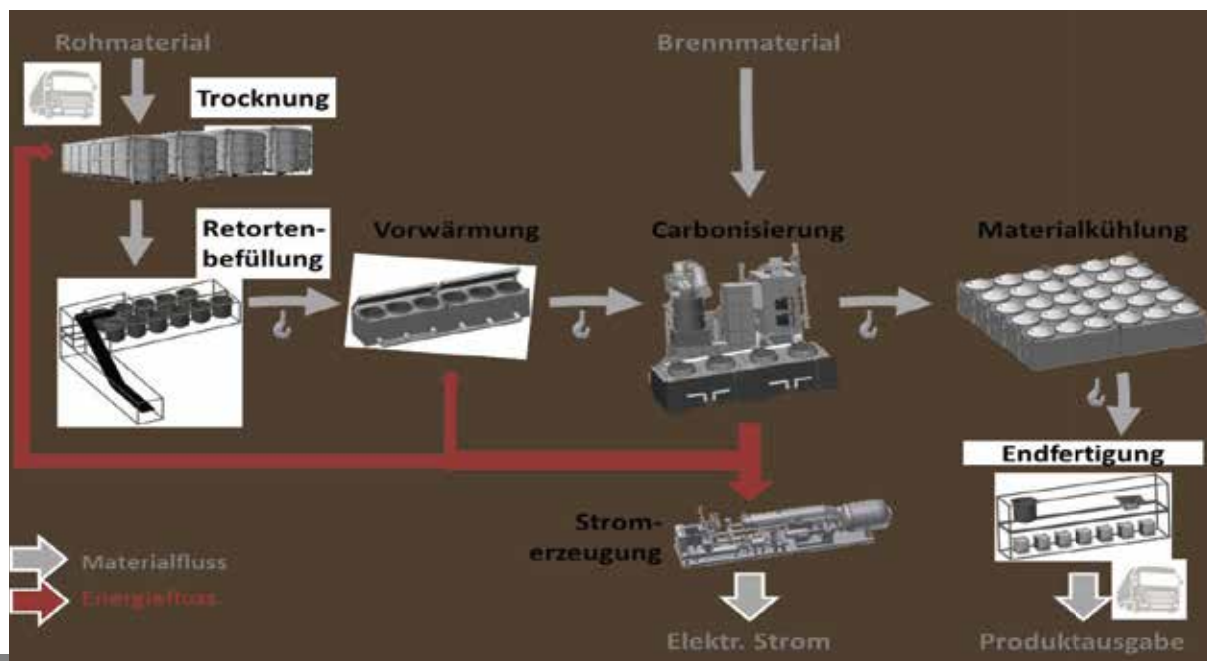 Rohmaterial
Brennmaterial
Trocknung
Retorten-
befüllung
Vorwärmung
Carbonisierung
Materialkühlung
Endfertigung
Strom-
erzeugung
Materialfluss
Energiefluss
Elektr. Strom
Produktausgabe